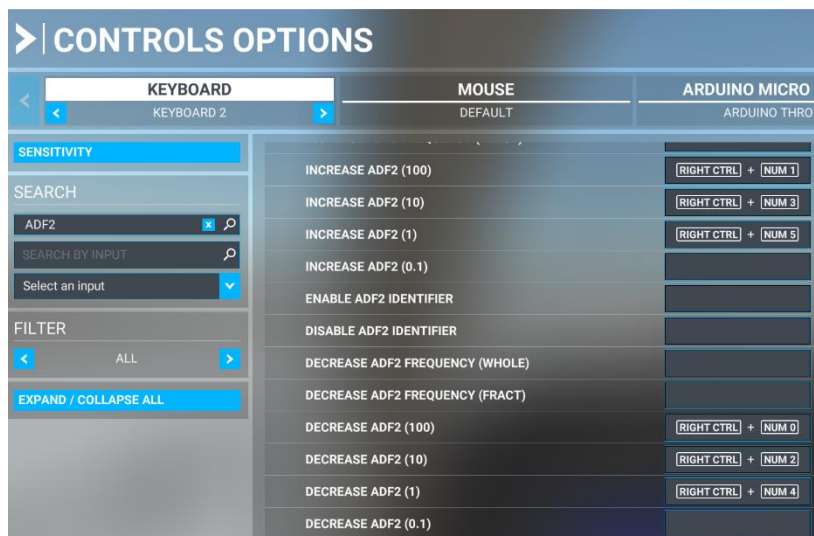 CONTROLS OPTIONS
KEYBOARD
KEYBOARD 2
MOUSE
DEFAULT
ARDUINO MICRO
ARDUINO THRO
SENSITIVITY
SEARCH
ADF2
SEARCH BY INPUT
Select an input
FILTER
ALL
EXPAND / COLLAPSE ALL
INCREASE ADF2 (100) RIGHT CTRL + NUM 1
INCREASE ADF2 (10) RIGHT CTRL + NUM 3
INCREASE ADF2 (1) RIGHT CTRL + NUM 5
INCREASE ADF2 (0.1)
ENABLE ADF2 IDENTIFIER
DISABLE ADF2 IDENTIFIER
DECREASE ADF2 FREQUENCY (WHOLE)
DECREASE ADF2 FREQUENCY (FRACT)
DECREASE ADF2 (100) RIGHT CTRL + NUM 0
DECREASE ADF2 (10) RIGHT CTRL + NUM 2
DECREASE ADF2 (1) RIGHT CTRL + NUM 4
DECREASE ADF2 (0.1)